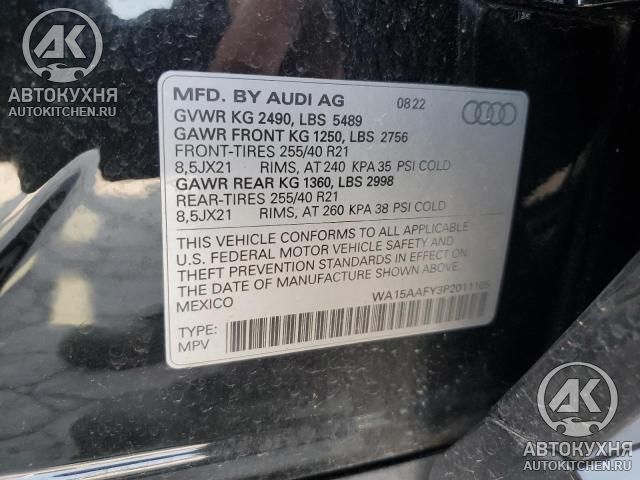 AK
АВТОКУХНЯ
AUTOKITCHEN.RU
MFD. BY AUDI AG 08 22
GVWR KG 2490, LBS 5489
GAWR FRONT KG 1250, LBS 2756
FRONT-TIRES 255/40 R21
8,5JX21 RIMS, AT 240 KPA 35 PSI COLD
GAWR REAR KG 1360, LBS 2998
REAR-TIRES 255/40 R21
8,5JX21 RIMS, AT 260 KPA 38 PSI COLD
THIS VEHICLE CONFORMS TO ALL APPLICABLE
U.S. FEDERAL MOTOR VEHICLE SAFETY AND
THEFT PREVENTION STANDARDS IN EFFECT ON
THE DATE OF MANUFACTURE SHOWN ABOVE.
MEXICO WA15AAFY3P2011105
TYPE:
MPV
AK
АВТОКУХНЯ
AUTOKITCHEN.RU